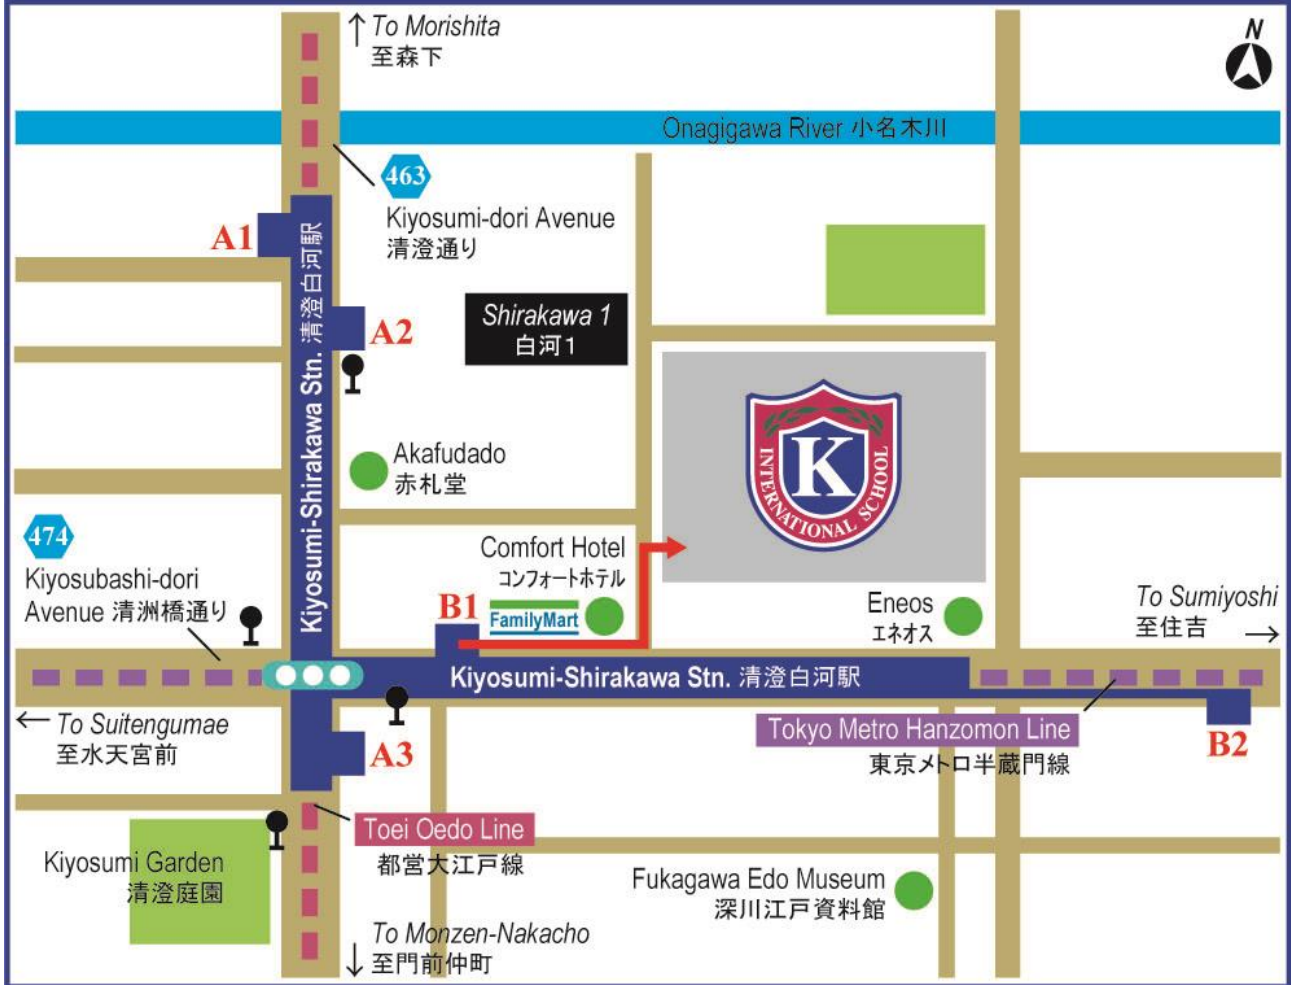 To Morishita
至森下
N
Onagigawa River 小名木川
463
Kiyosumi-dori Avenue
清澄通り
A1
Kiyosumi-Shirakawa Stn. 清澄白河駅
A2
Shirakawa 1
白河1
K
INTERNATIONAL SCHOOL
Akafudado
赤札堂
474
Kiyosubashi-dori
Avenue 清洲橋通り
Comfort Hotel
コンフォートホテル
B1
FamilyMart
Eneos
エネオス
To Sumiyoshi
至住吉
Kiyosumi-Shirakawa Stn. 清澄白河駅
To Suitengumae
至水天宮前
A3
Tokyo Metro Hanzomon Line
東京メトロ半蔵門線
B2
Toei Oedo Line
都営大江戸線
Kiyosumi Garden
清澄庭園
Fukagawa Edo Museum
深川江戸資料館
To Monzen-Nakacho
至門前仲町